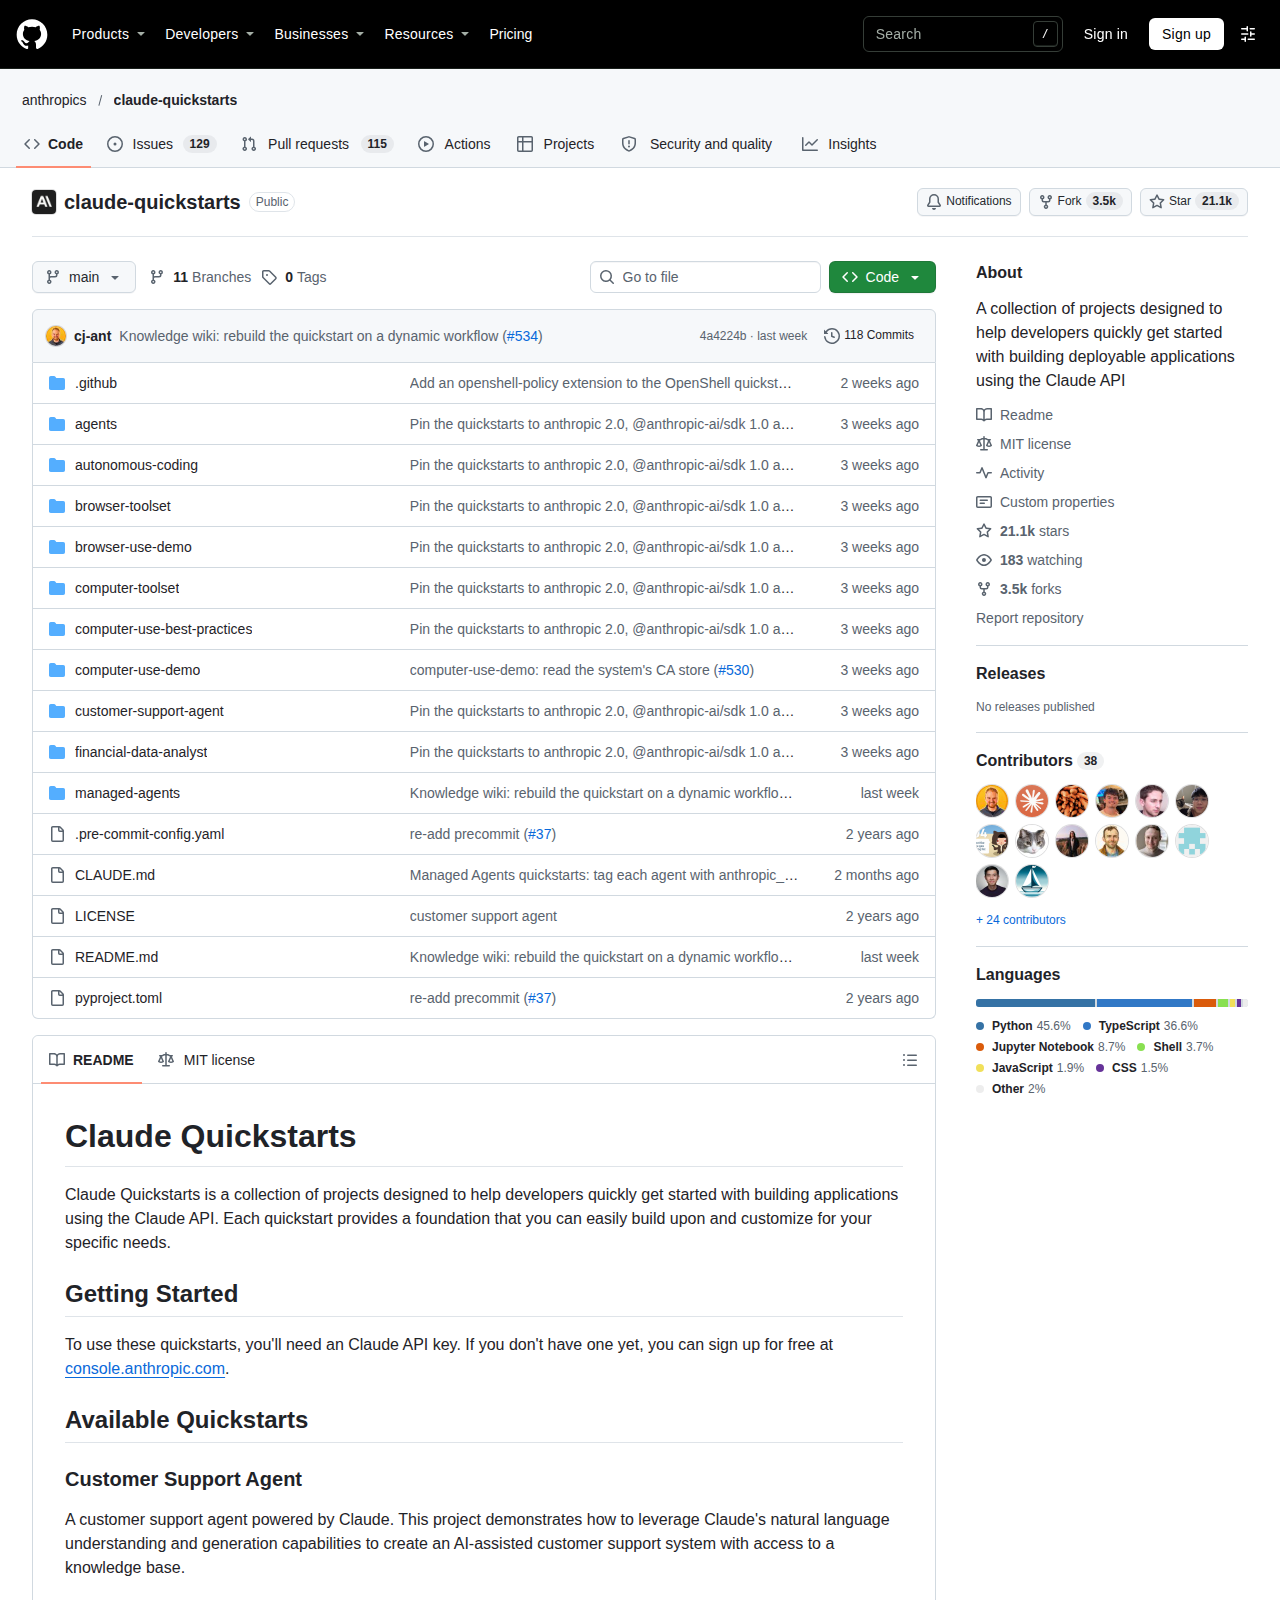 Products
Developers
Businesses
Resources
Pricing
Search
/
Sign in
Sign up
anthropics / claude-quickstarts
Code
Issues 129
Pull requests 115
Actions
Projects
Security and quality
Insights
claude-quickstarts Public
Notifications
Fork 3.5k
Star 21.1k
main
11 Branches
0 Tags
Go to file
Code
cj-ant Knowledge wiki: rebuild the quickstart on a dynamic workflow (#534)
4a4224b · last week
118 Commits
.github Add an openshell-policy extension to the OpenShell quickst… 2 weeks ago
agents Pin the quickstarts to anthropic 2.0, @anthropic-ai/sdk 1.0 a… 3 weeks ago
autonomous-coding Pin the quickstarts to anthropic 2.0, @anthropic-ai/sdk 1.0 a… 3 weeks ago
browser-toolset Pin the quickstarts to anthropic 2.0, @anthropic-ai/sdk 1.0 a… 3 weeks ago
browser-use-demo Pin the quickstarts to anthropic 2.0, @anthropic-ai/sdk 1.0 a… 3 weeks ago
computer-toolset Pin the quickstarts to anthropic 2.0, @anthropic-ai/sdk 1.0 a… 3 weeks ago
computer-use-best-practices Pin the quickstarts to anthropic 2.0, @anthropic-ai/sdk 1.0 a… 3 weeks ago
computer-use-demo computer-use-demo: read the system's CA store (#530) 3 weeks ago
customer-support-agent Pin the quickstarts to anthropic 2.0, @anthropic-ai/sdk 1.0 a… 3 weeks ago
financial-data-analyst Pin the quickstarts to anthropic 2.0, @anthropic-ai/sdk 1.0 a… 3 weeks ago
managed-agents Knowledge wiki: rebuild the quickstart on a dynamic workflo… last week
.pre-commit-config.yaml re-add precommit (#37) 2 years ago
CLAUDE.md Managed Agents quickstarts: tag each agent with anthropic_… 2 months ago
LICENSE customer support agent 2 years ago
README.md Knowledge wiki: rebuild the quickstart on a dynamic workflo… last week
pyproject.toml re-add precommit (#37) 2 years ago
README
MIT license
Claude Quickstarts
Claude Quickstarts is a collection of projects designed to help developers quickly get started with building applications
using the Claude API. Each quickstart provides a foundation that you can easily build upon and customize for your
specific needs.
Getting Started
To use these quickstarts, you'll need an Claude API key. If you don't have one yet, you can sign up for free at
console.anthropic.com.
Available Quickstarts
Customer Support Agent
A customer support agent powered by Claude. This project demonstrates how to leverage Claude's natural language
understanding and generation capabilities to create an AI-assisted customer support system with access to a
knowledge base.
About
A collection of projects designed to
help developers quickly get started
with building deployable applications
using the Claude API
Readme
MIT license
Activity
Custom properties
21.1k stars
183 watching
3.5k forks
Report repository
Releases
No releases published
Contributors 38
+ 24 contributors
Languages
Python 45.6%
TypeScript 36.6%
Jupyter Notebook 8.7%
Shell 3.7%
JavaScript 1.9%
CSS 1.5%
Other 2%